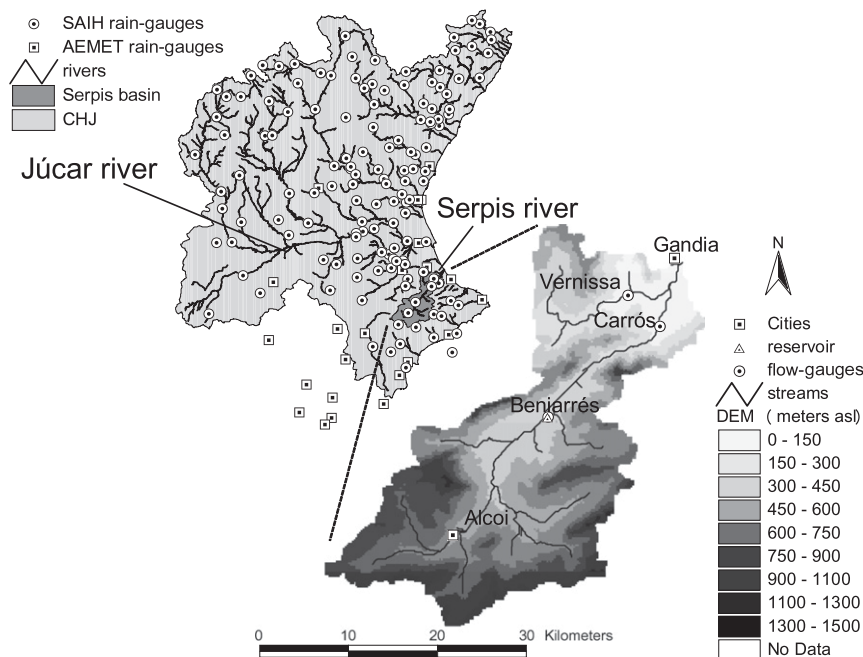 SAIH rain-gauges
AEMET rain-gauges
rivers
Serpis basin
CHJ
Júcar river
Serpis river
Gandia
Vernissa
Carrós
Beniarrés
Alcoi
N
Cities
reservoir
flow-gauges
streams
DEM ( meters asl)
0 - 150
150 - 300
300 - 450
450 - 600
600 - 750
750 - 900
900 - 1100
1100 - 1300
1300 - 1500
No Data
0 10 20 30 Kilometers